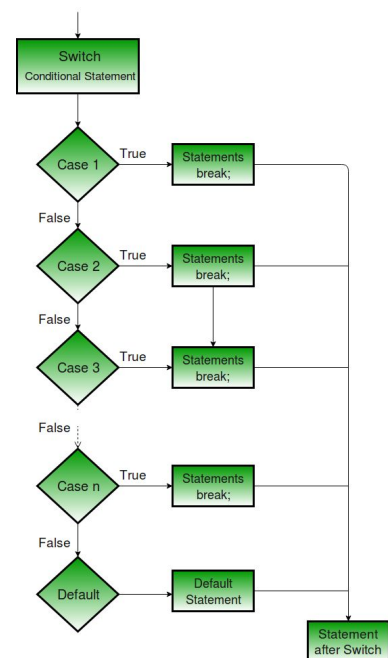 Switch
Conditional Statement
Case 1
True
Statements
break;
False
Case 2
True
Statements
break;
False
Case 3
True
Statements
break;
False
Case n
True
Statements
break;
False
Default
Default
Statement
Statement
after Switch